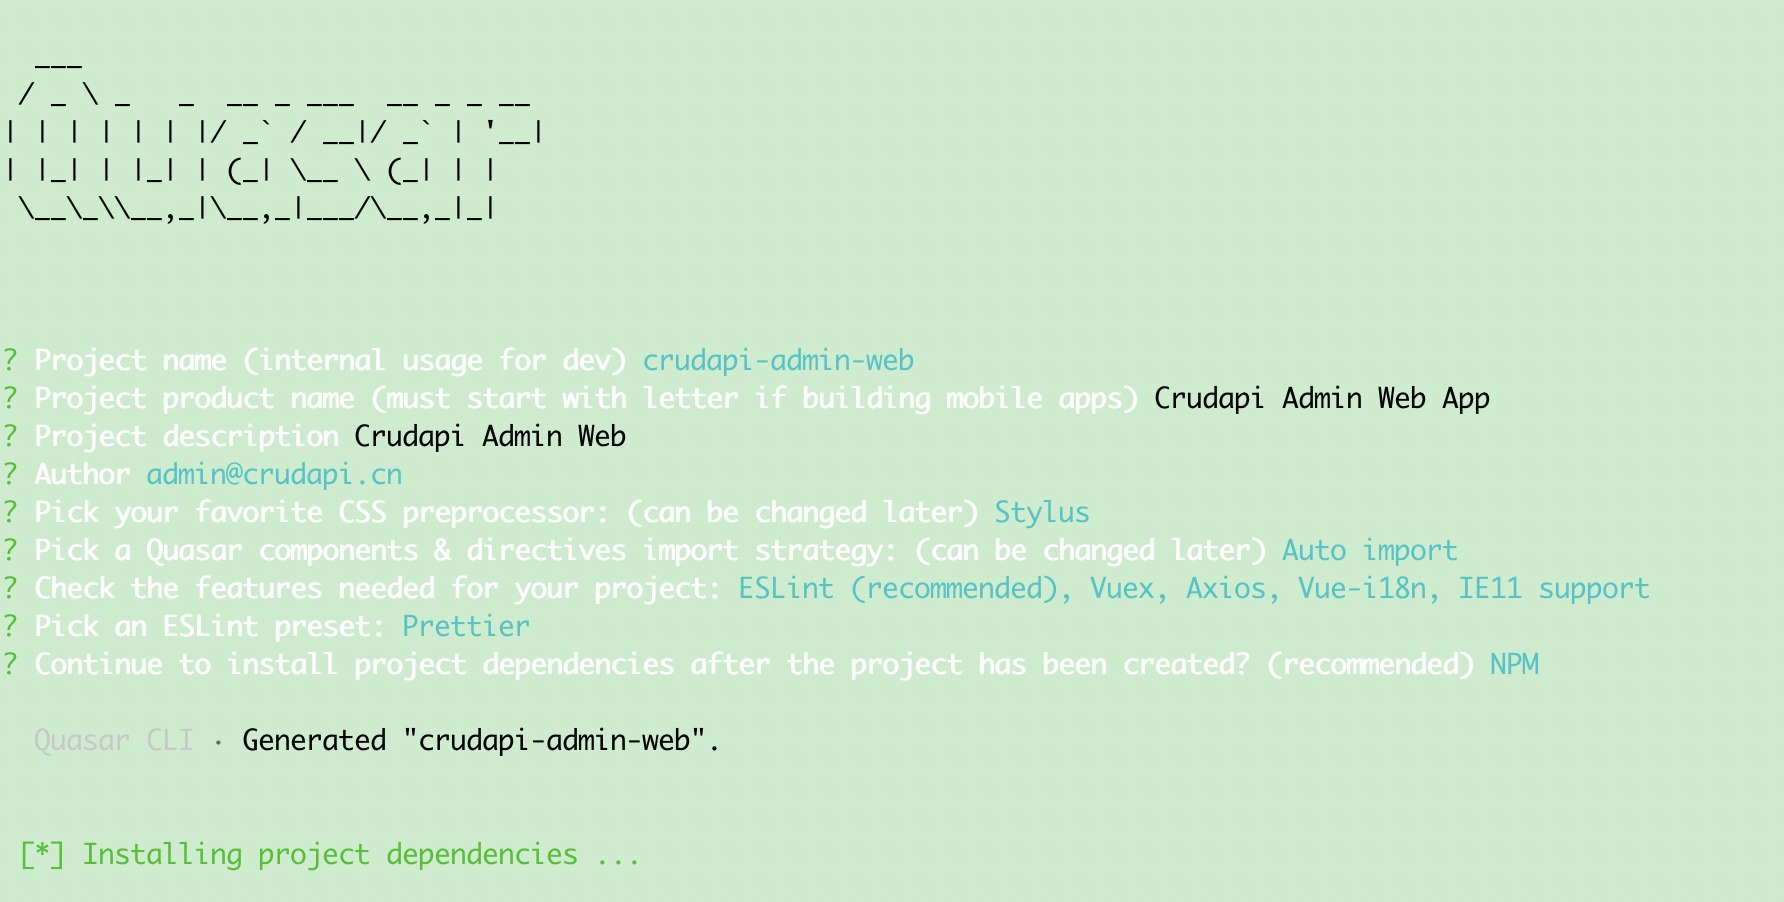 ___
 / _ \ _   _  __ _ ___  __ _ _ __
| | | | | | |/ _` / __|/ _` | '__|
| |_| | |_| | (_| \__ \ (_| | |
 \__\_\\__,_|\__,_|___/\__,_|_|
? Project name (internal usage for dev) crudapi-admin-web
? Project product name (must start with letter if building mobile apps) Crudapi Admin Web App
? Project description Crudapi Admin Web
? Author admin@crudapi.cn
? Pick your favorite CSS preprocessor: (can be changed later) Stylus
? Pick a Quasar components & directives import strategy: (can be changed later) Auto import
? Check the features needed for your project: ESLint (recommended), Vuex, Axios, Vue-i18n, IE11 support
? Pick an ESLint preset: Prettier
? Continue to install project dependencies after the project has been created? (recommended) NPM
  Quasar CLI · Generated "crudapi-admin-web".
 [*] Installing project dependencies ...